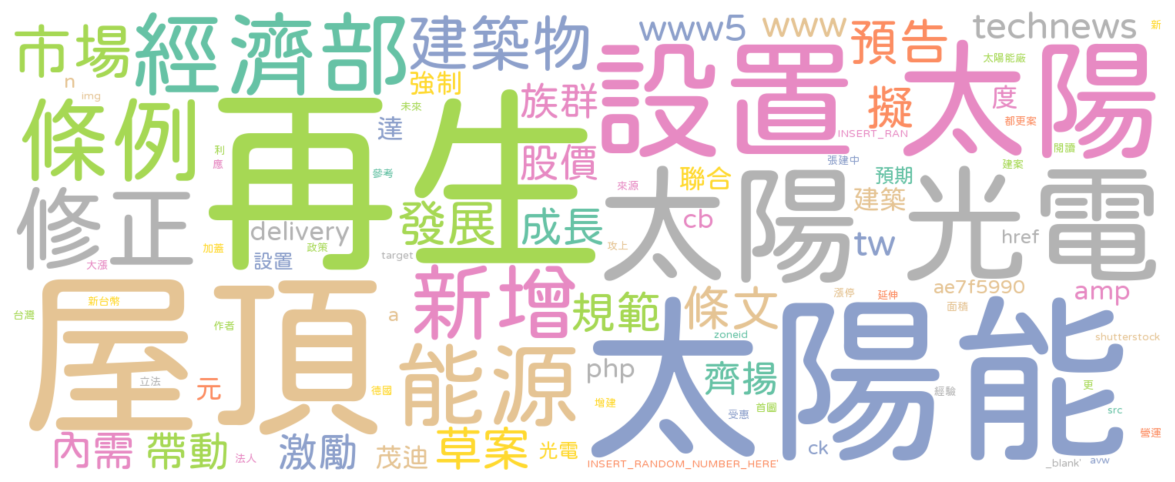 市場
經濟部
建築物
www5
www
預告
technews
新
太陽能廠
n
img
強制
族群
設置
太陽
擬
度
都更案
條例
再生
未來
達
INSERT_RAN
利
應
參考
股價
張建中
閱讀
建案
修正
delivery
發展
成長
來源
聯合
預期
太陽光電
建築
cb
tw
href
加蓋
政策
設置
target
攻上
大漲
屋頂
新台幣
新增
規範
條文
漲停
延伸
ae7f5990
面積
amp
台灣
作者
a
zoneid
太陽能
shutterstock
立法
元
德國
能源
php
齊揚
增建
受惠
首圖
經驗
更
src
營運
內需
帶動
法人
激勵
茂迪
草案
光電
INSERT_RANDOM_NUMBER_HERE'
ck
_blank'
avw